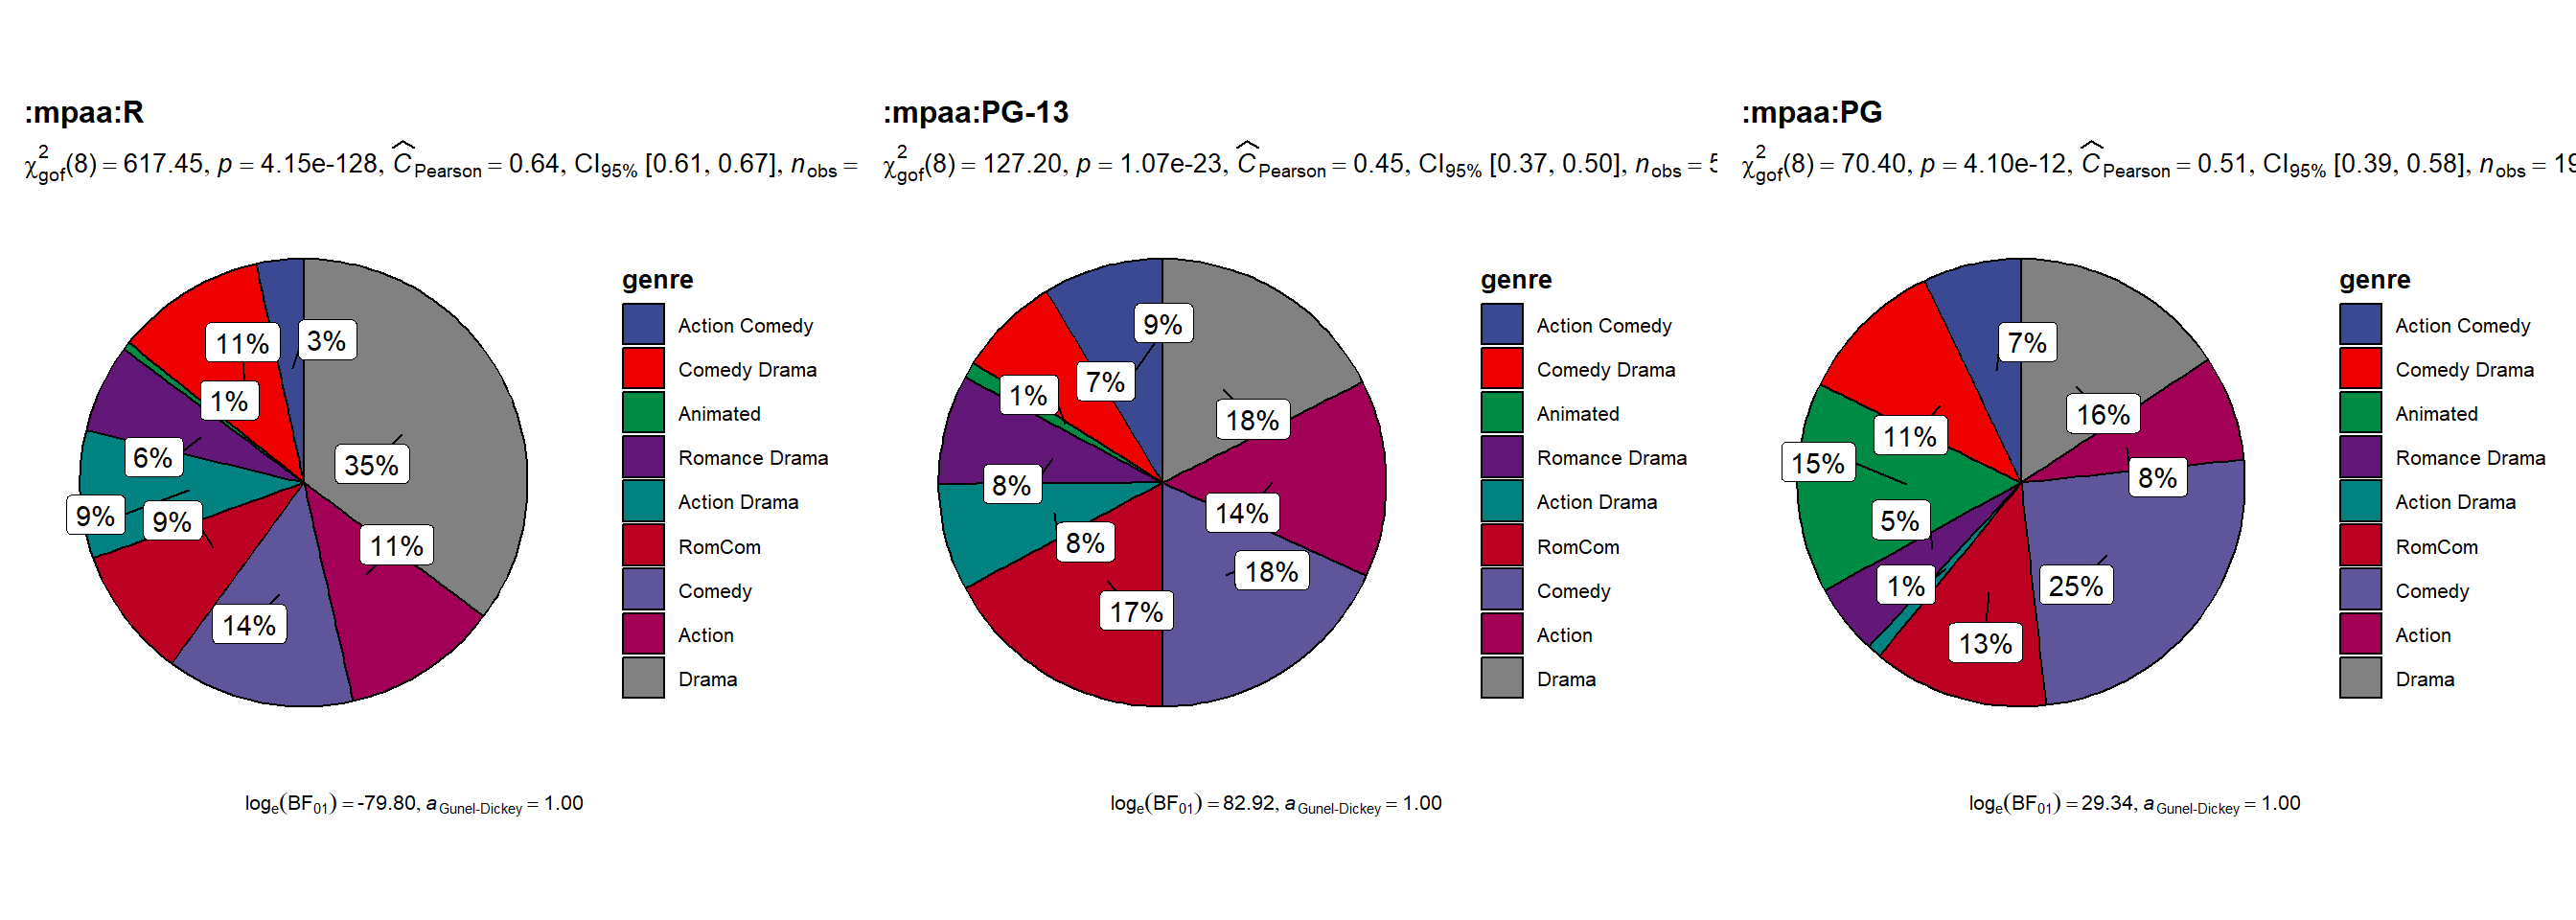 :mpaa:R
χ²gof(8) = 617.45, p = 4.15e-128, ĈPearson = 0.64, CI95% [0.61, 0.67], nobs =
11%
3%
1%
6%
35%
9%
9%
11%
14%
genre
Action Comedy
Comedy Drama
Animated
Romance Drama
Action Drama
RomCom
Comedy
Action
Drama
loge(BF01) = -79.80, aGunel-Dickey = 1.00
:mpaa:PG-13
χ²gof(8) = 127.20, p = 1.07e-23, ĈPearson = 0.45, CI95% [0.37, 0.50], nobs =
9%
7%
1%
18%
8%
14%
8%
18%
17%
genre
Action Comedy
Comedy Drama
Animated
Romance Drama
Action Drama
RomCom
Comedy
Action
Drama
loge(BF01) = 82.92, aGunel-Dickey = 1.00
:mpaa:PG
χ²gof(8) = 70.40, p = 4.10e-12, ĈPearson = 0.51, CI95% [0.39, 0.58], nobs =
7%
16%
11%
15%
8%
5%
1%
25%
13%
genre
Action Comedy
Comedy Drama
Animated
Romance Drama
Action Drama
RomCom
Comedy
Action
Drama
loge(BF01) = 29.34, aGunel-Dickey = 1.00